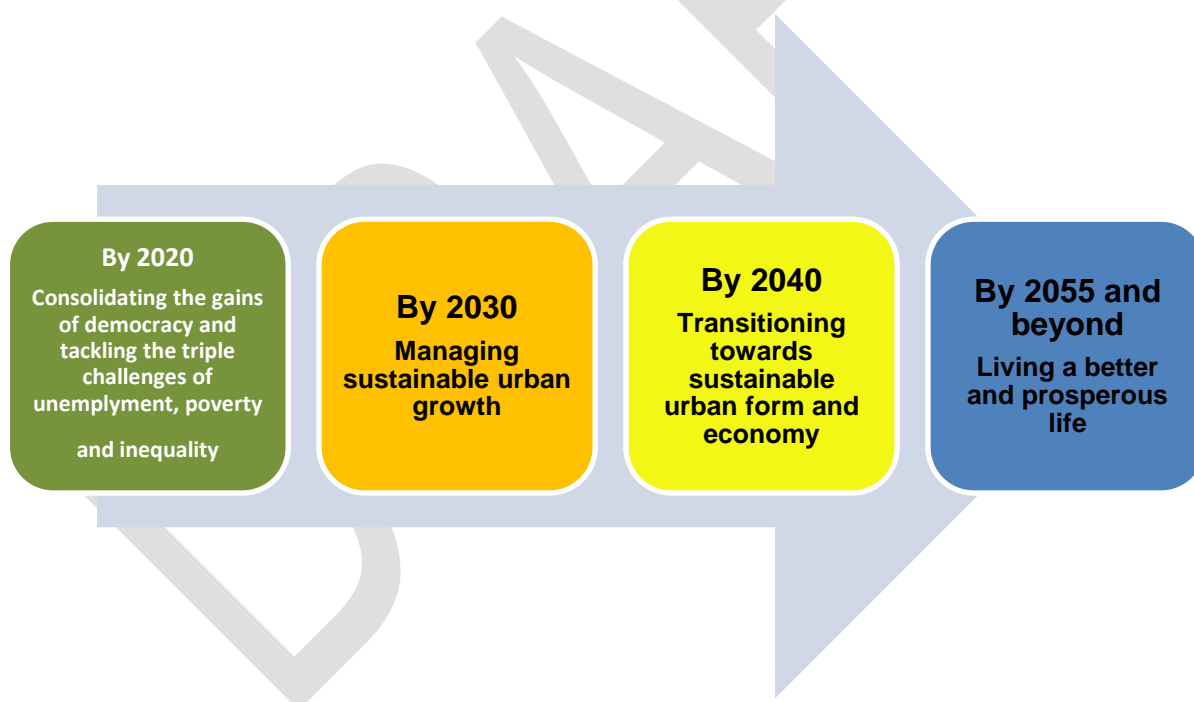 By 2020
Consolidating the gains
of democracy and
tackling the triple
challenges of
unemplyment, poverty
and inequality
By 2030
Managing
sustainable urban
growth
By 2040
Transitioning
towards
sustainable
urban form and
economy
By 2055 and
beyond
Living a better
and prosperous
life